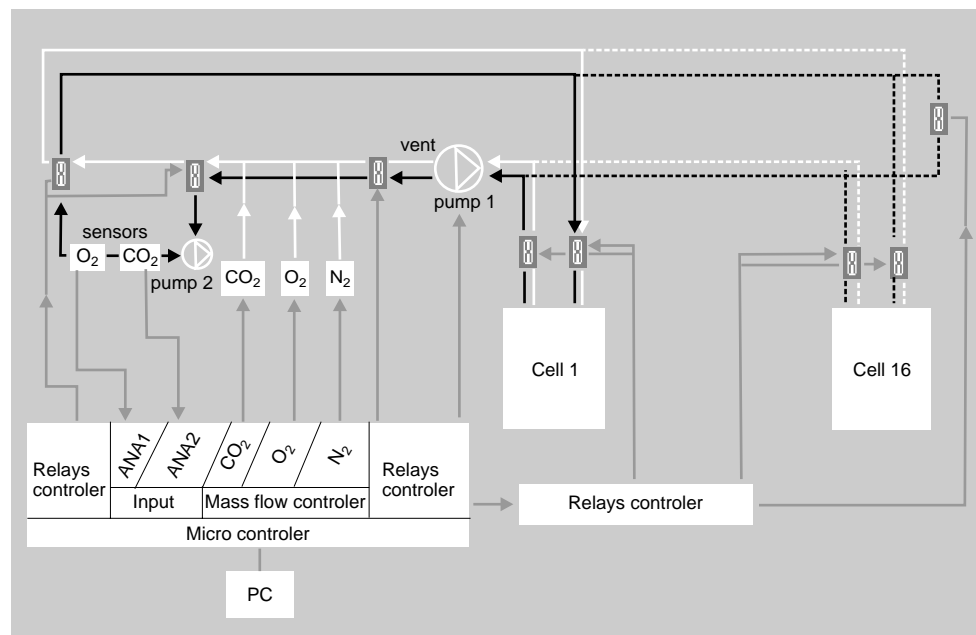 vent
pump 1
sensors
O₂
CO₂
pump 2
CO₂
O₂
N₂
Cell 1
Cell 16
Relays
controler
ANA1
ANA2
CO₂
O₂
N₂
Relays
controler
Input
Mass flow controler
Micro controler
Relays controler
PC